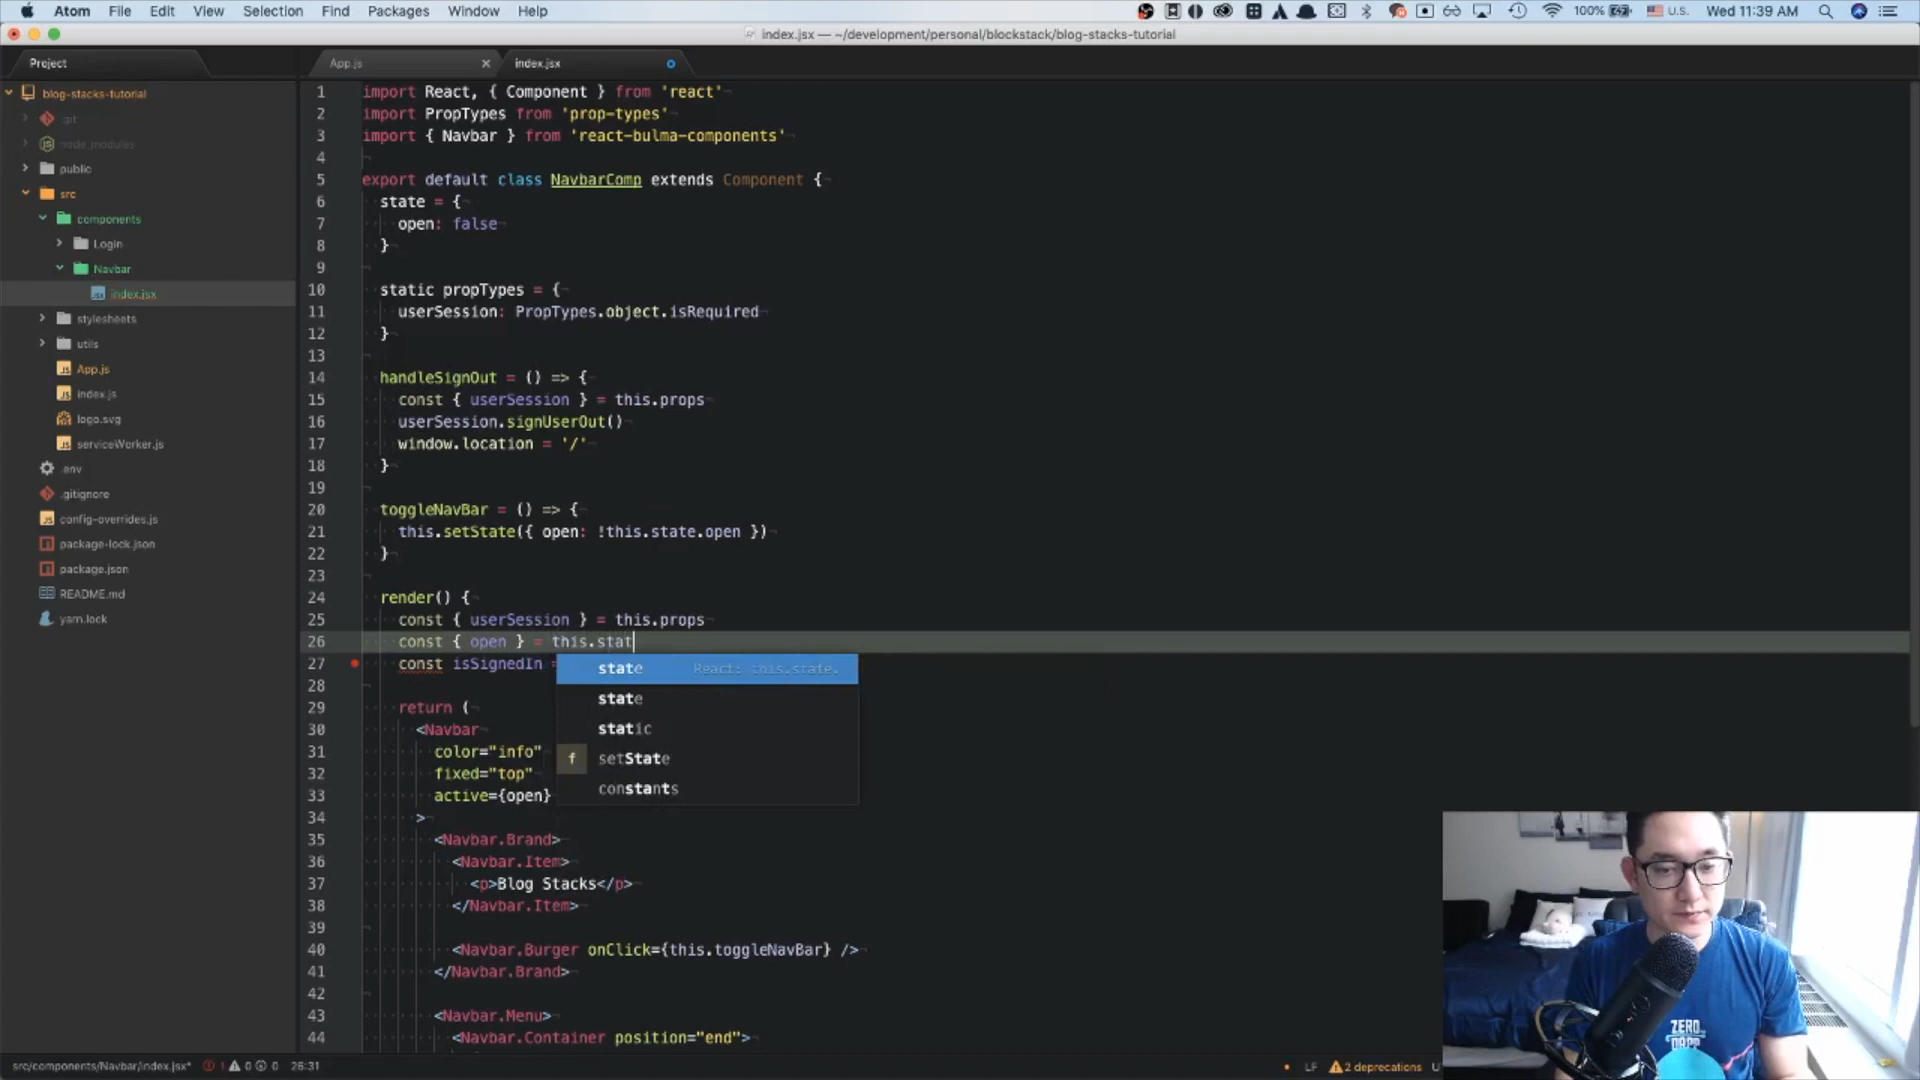 Atom File Edit View Selection Find Packages Window Help 100% U.S. Wed 11:39 AM
index.jsx — ~/development/personal/blockstack/blog-stacks-tutorial
Project
App.js
index.jsx
blog-stacks-tutorial
.git
node_modules
public
src
components
Login
Navbar
index.jsx
stylesheets
utils
App.js
index.js
logo.svg
serviceWorker.js
.env
.gitignore
config-overrides.js
package-lock.json
package.json
README.md
yarn.lock
1 import React, { Component } from 'react'
2 import PropTypes from 'prop-types'
3 import { Navbar } from 'react-bulma-components'
4
5 export default class NavbarComp extends Component {
6 state = {
7 open: false
8 }
9
10 static propTypes = {
11 userSession: PropTypes.object.isRequired
12 }
13
14 handleSignOut = () => {
15 const { userSession } = this.props
16 userSession.signUserOut()
17 window.location = '/'
18 }
19
20 toggleNavBar = () => {
21 this.setState({ open: !this.state.open })
22 }
23
24 render() {
25 const { userSession } = this.props
26 const { open } = this.stat
27 const isSignedIn =
28
29 return (
30 <Navbar
31 color="info"
32 fixed="top"
33 active={open}
34 >
35 <Navbar.Brand>
36 <Navbar.Item>
37 <p>Blog Stacks</p>
38 </Navbar.Item>
39
40 <Navbar.Burger onClick={this.toggleNavBar} />
41 </Navbar.Brand>
42
43 <Navbar.Menu>
44 <Navbar.Container position="end">
state React: this.state.
state
static
f setState
constants
src/components/Navbar/index.jsx* 1 0 0 26:31
LF 2 deprecations U
ZERO
DAPP